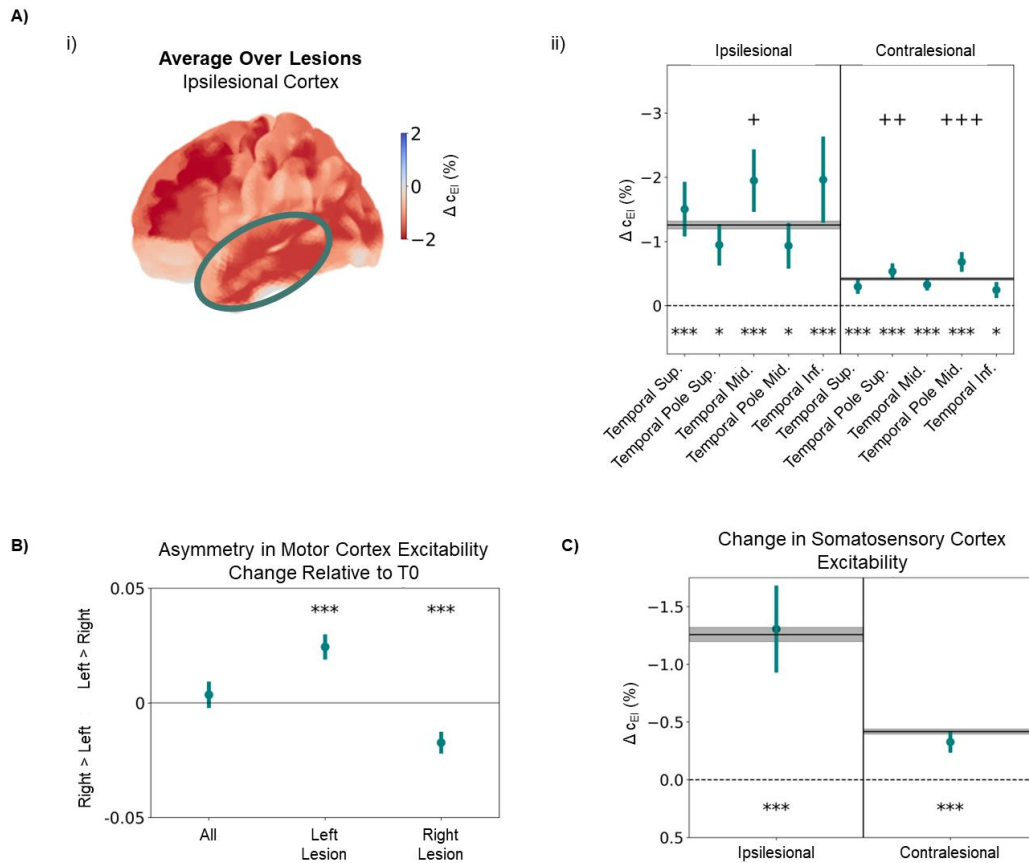 A)
i)
Average Over Lesions
Ipsilesional Cortex
2
0
−2
Δ cEI (%)
ii)
Ipsilesional
Contralesional
−3
−2
−1
0
Δ cEI (%)
+
++
+++
***
*
***
*
***
***
***
***
***
*
Temporal Sup.
Temporal Pole Sup.
Temporal Mid.
Temporal Pole Mid.
Temporal Inf.
Temporal Sup.
Temporal Pole Sup.
Temporal Mid.
Temporal Pole Mid.
Temporal Inf.
B)
Asymmetry in Motor Cortex Excitability
Change Relative to T0
0.05
0
-0.05
Left > Right
Right > Left
***
***
All
Left
Lesion
Right
Lesion
C)
Change in Somatosensory Cortex
Excitability
−1.5
−1.0
−0.5
0.0
0.5
Δ cEI (%)
***
***
Ipsilesional
Contralesional